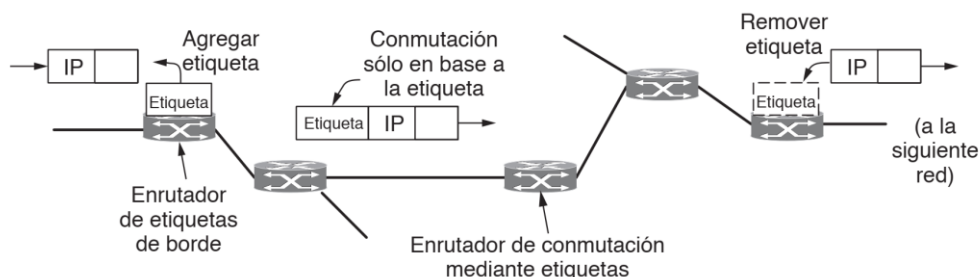 IP
Agregar
etiqueta
Etiqueta
Enrutador
de etiquetas
de borde
Conmutación
sólo en base a
la etiqueta
Etiqueta IP
Enrutador de conmutación
mediante etiquetas
Remover
etiqueta
IP
Etiqueta
(a la
siguiente
red)